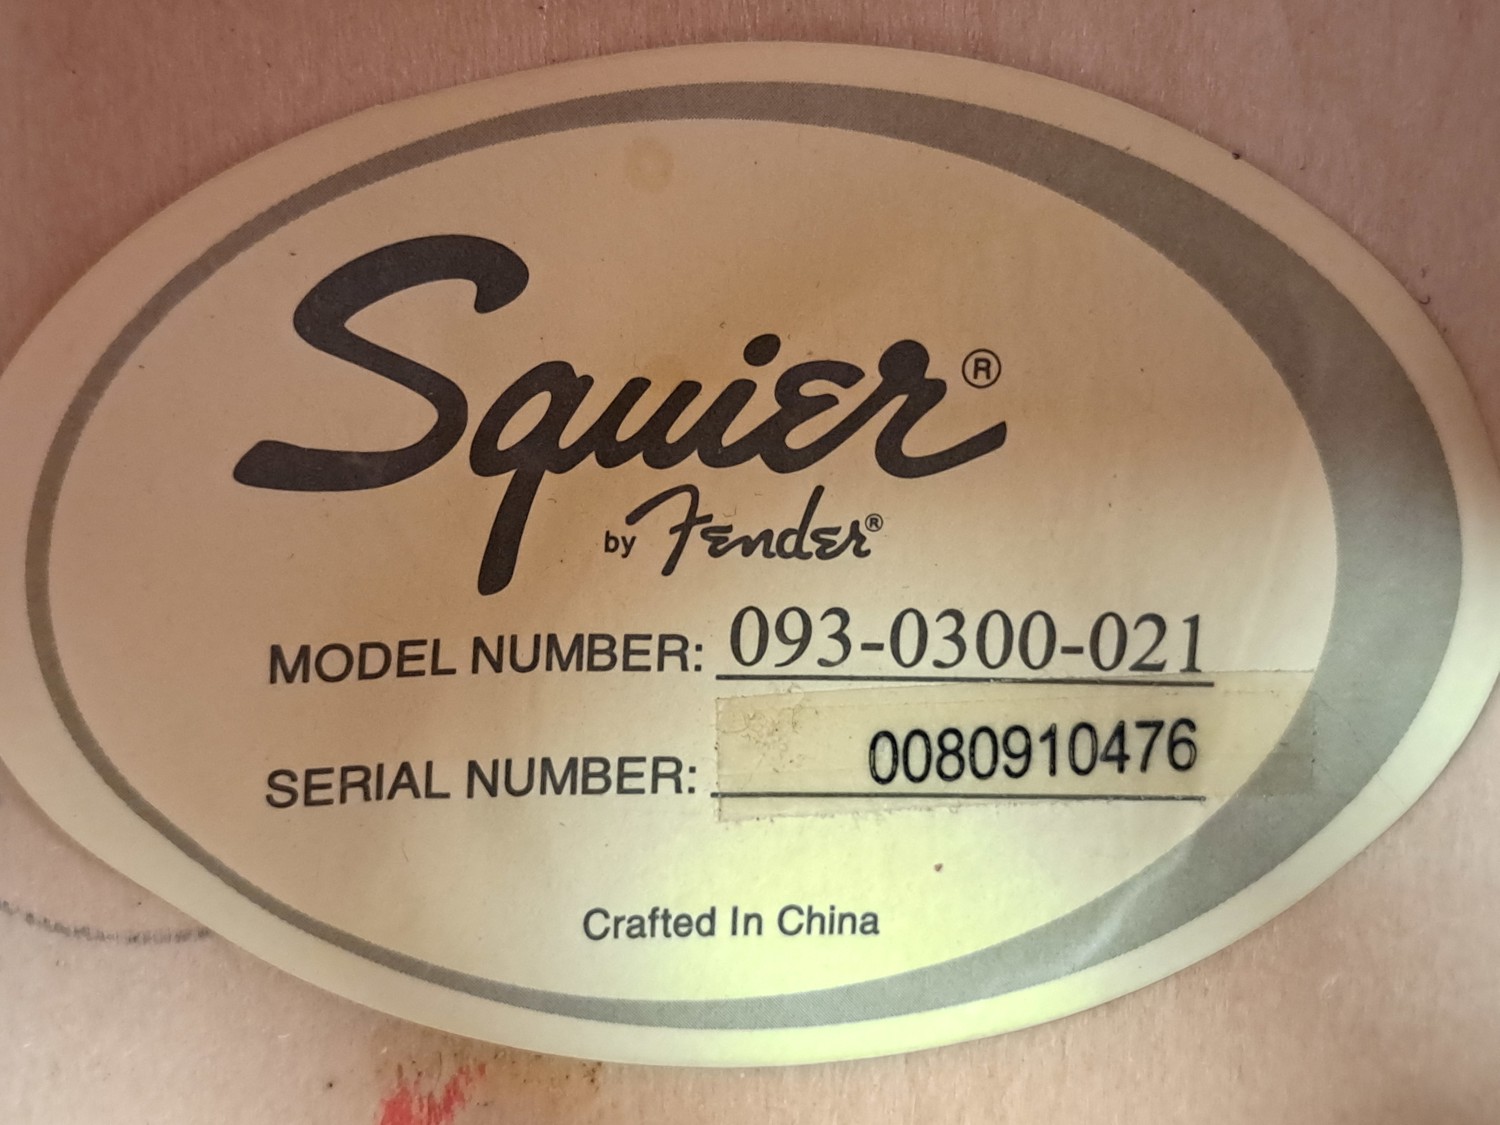 Squier®
by Fender®
MODEL NUMBER: 093-0300-021
SERIAL NUMBER: 0080910476
Crafted In China